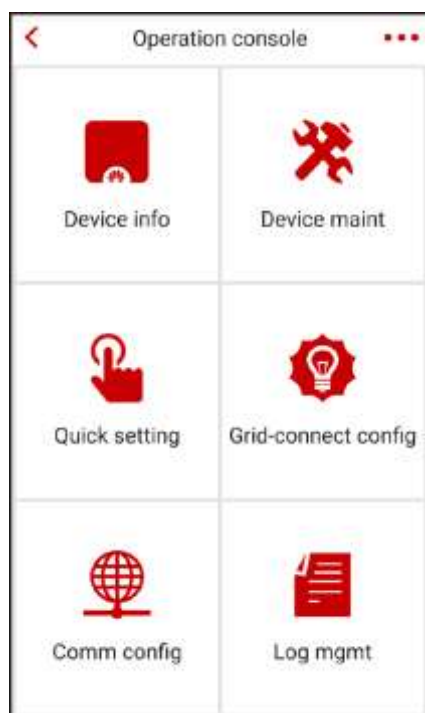 Operation console
Device info
Device maint
Quick setting
Grid-connect config
Comm config
Log mgmt